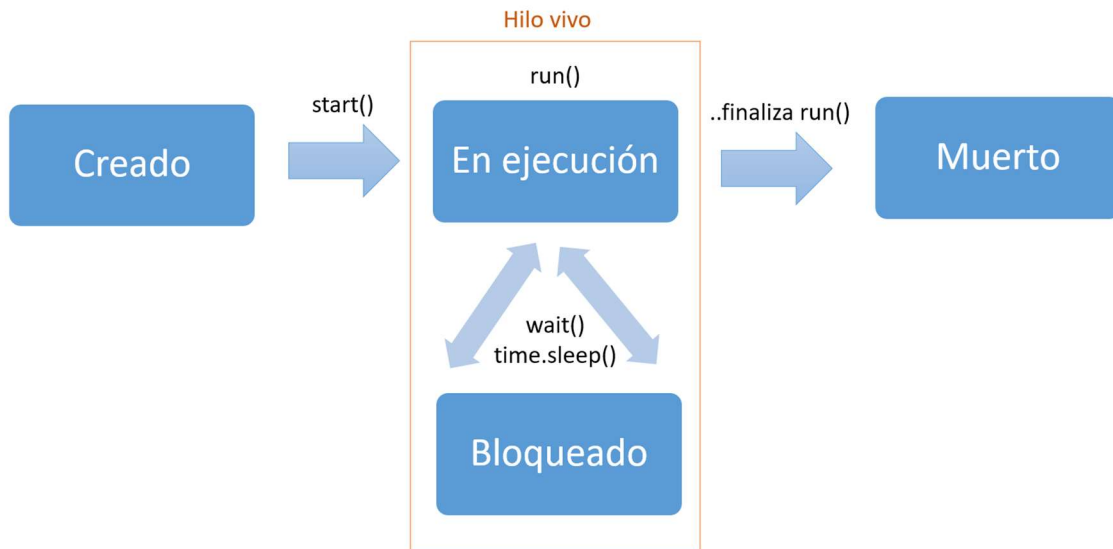 Hilo vivo
run()
start()
..finaliza run()
Creado
En ejecución
Muerto
wait()
time.sleep()
Bloqueado